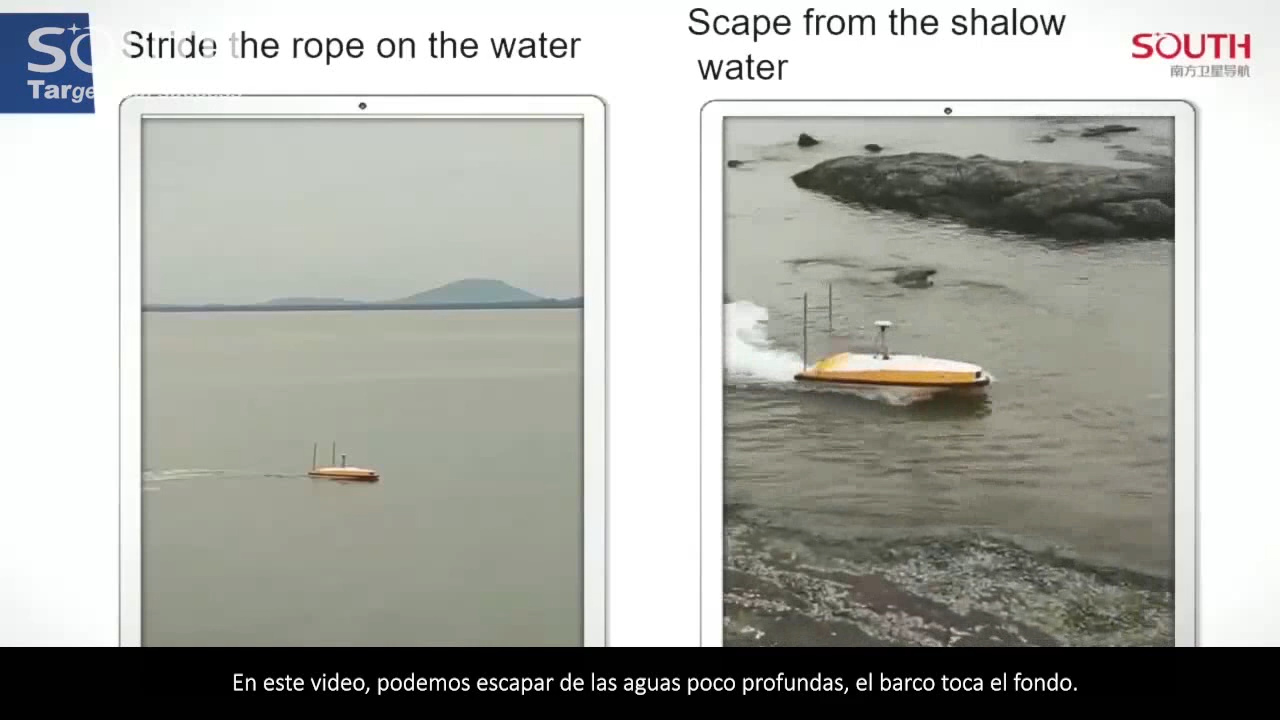 Stride the rope on the water
Scape from the shalow
water
SOUTH
南方卫星导航
En este video, podemos escapar de las aguas poco profundas, el barco toca el fondo.